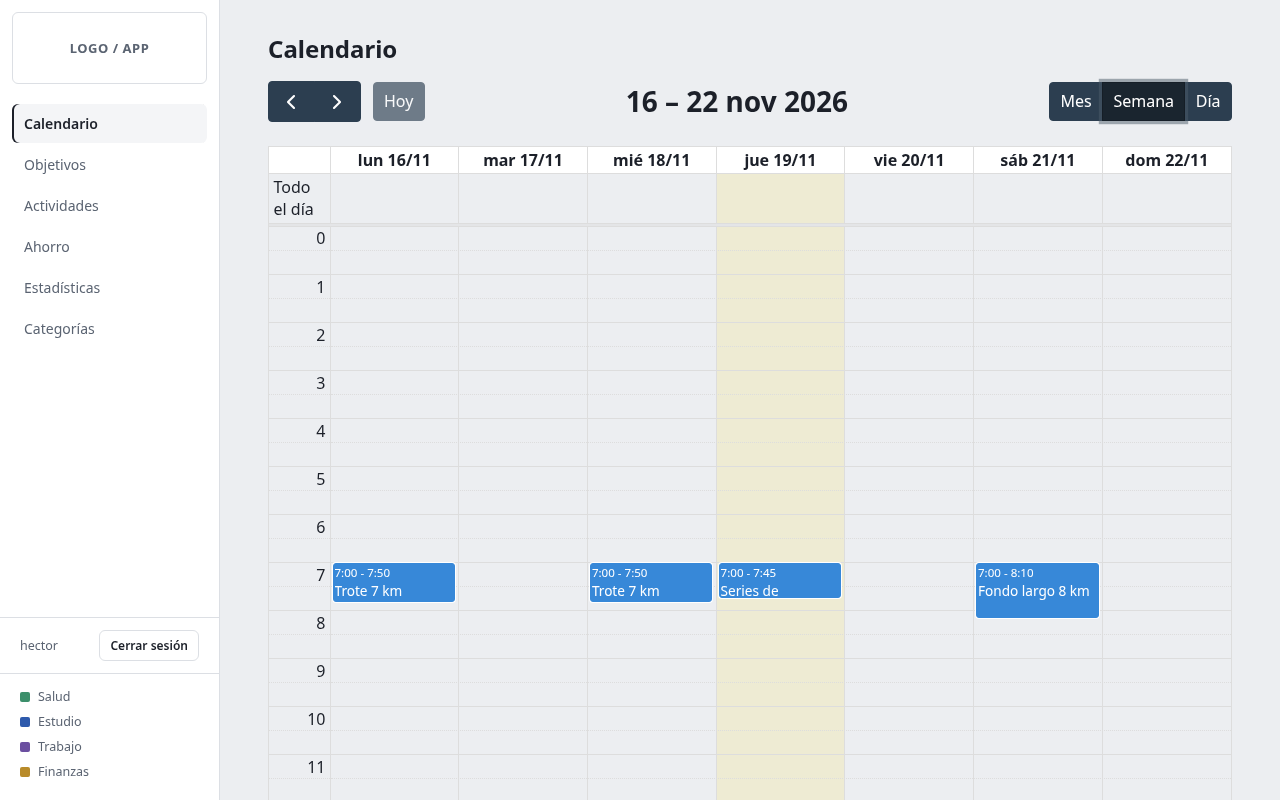 LOGO / APP
Calendario
Objetivos
Actividades
Ahorro
Estadísticas
Categorías
hector
Cerrar sesión
Salud
Estudio
Trabajo
Finanzas
Calendario
Hoy
16 – 22 nov 2026
Mes
Semana
Día
lun 16/11
mar 17/11
mié 18/11
jue 19/11
vie 20/11
sáb 21/11
dom 22/11
Todo
el día
0
1
2
3
4
5
6
7
8
9
10
11
7:00 - 7:50
Trote 7 km
7:00 - 7:50
Trote 7 km
7:00 - 7:45
Series de
7:00 - 8:10
Fondo largo 8 km